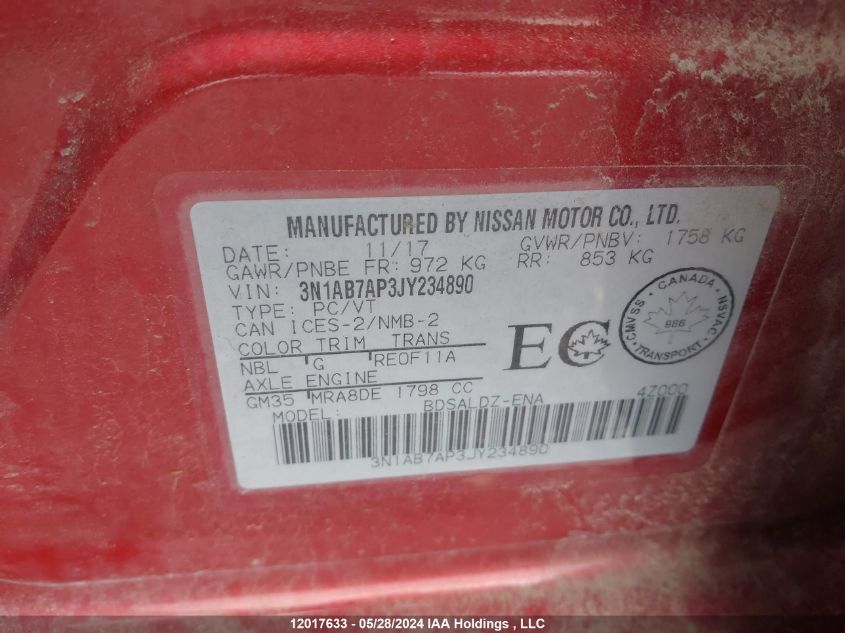 MANUFACTURED BY NISSAN MOTOR CO., LTD.
DATE: 11/17 GVWR/PNBV: 1758 KG
GAWR/PNBE FR: 972 KG RR: 853 KG
VIN: 3N1AB7AP3JY234890
TYPE: PC/VT
CAN ICES-2/NMB-2
COLOR TRIM TRANS
NBL G RE0F11A
AXLE ENGINE
GM35 MRA8DE 1798 CC
MODEL: BDSALDZ-ENA 4Z000
3N1AB7AP3JY234890
EC
CANADA
CMVSS 986 NSVAC
TRANSPORT
12017633 - 05/28/2024 IAA Holdings , LLC